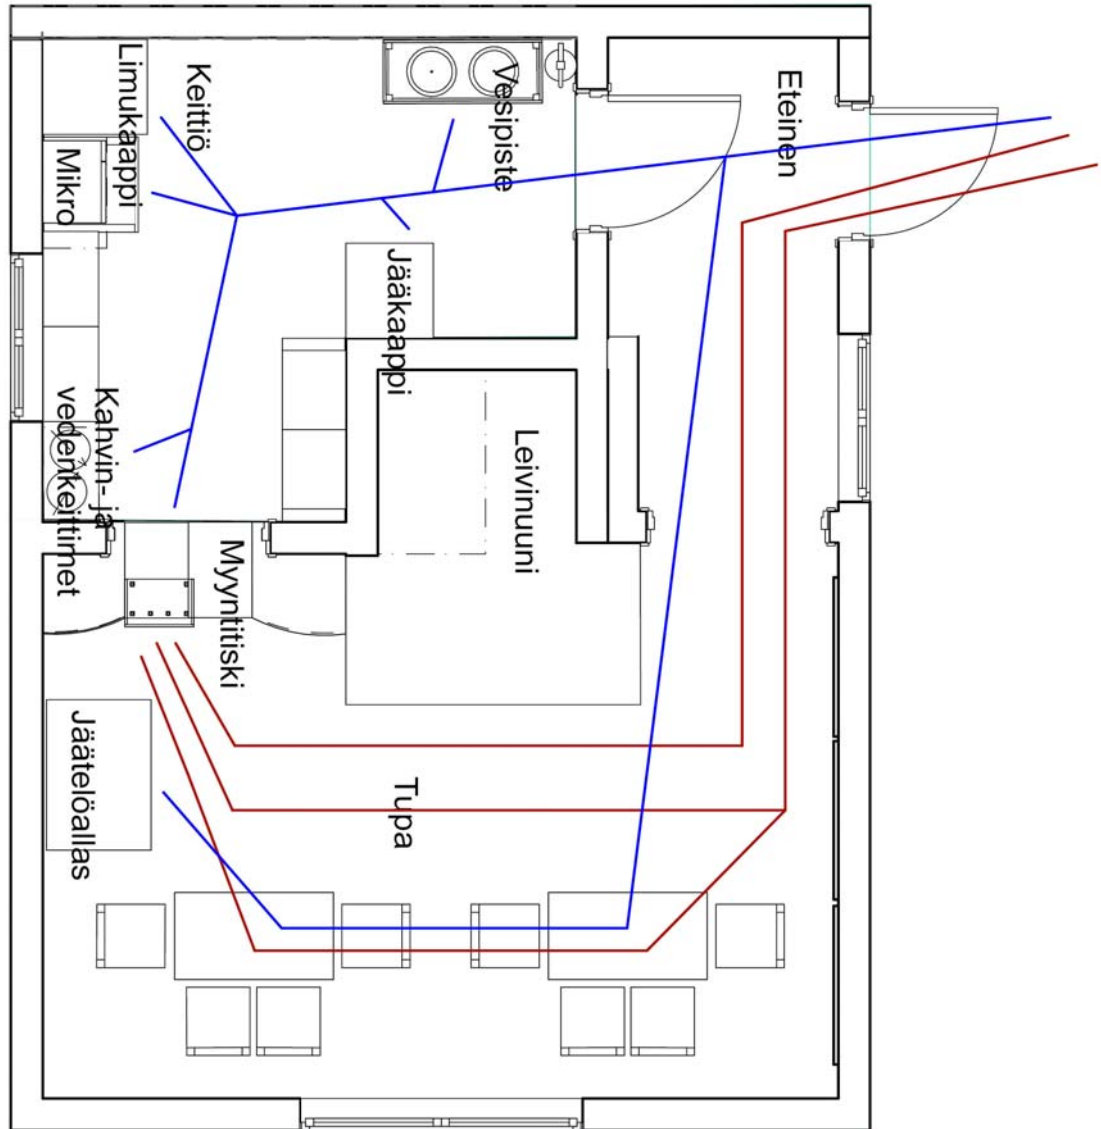 Limukaappi
Keittiö
Vesipiste
Eteinen
Mikro
Jääkaappi
Kahvin- ja
vedenkeittimet
Leivinuuni
Myyntitiski
Jäätelöallas
Tupa